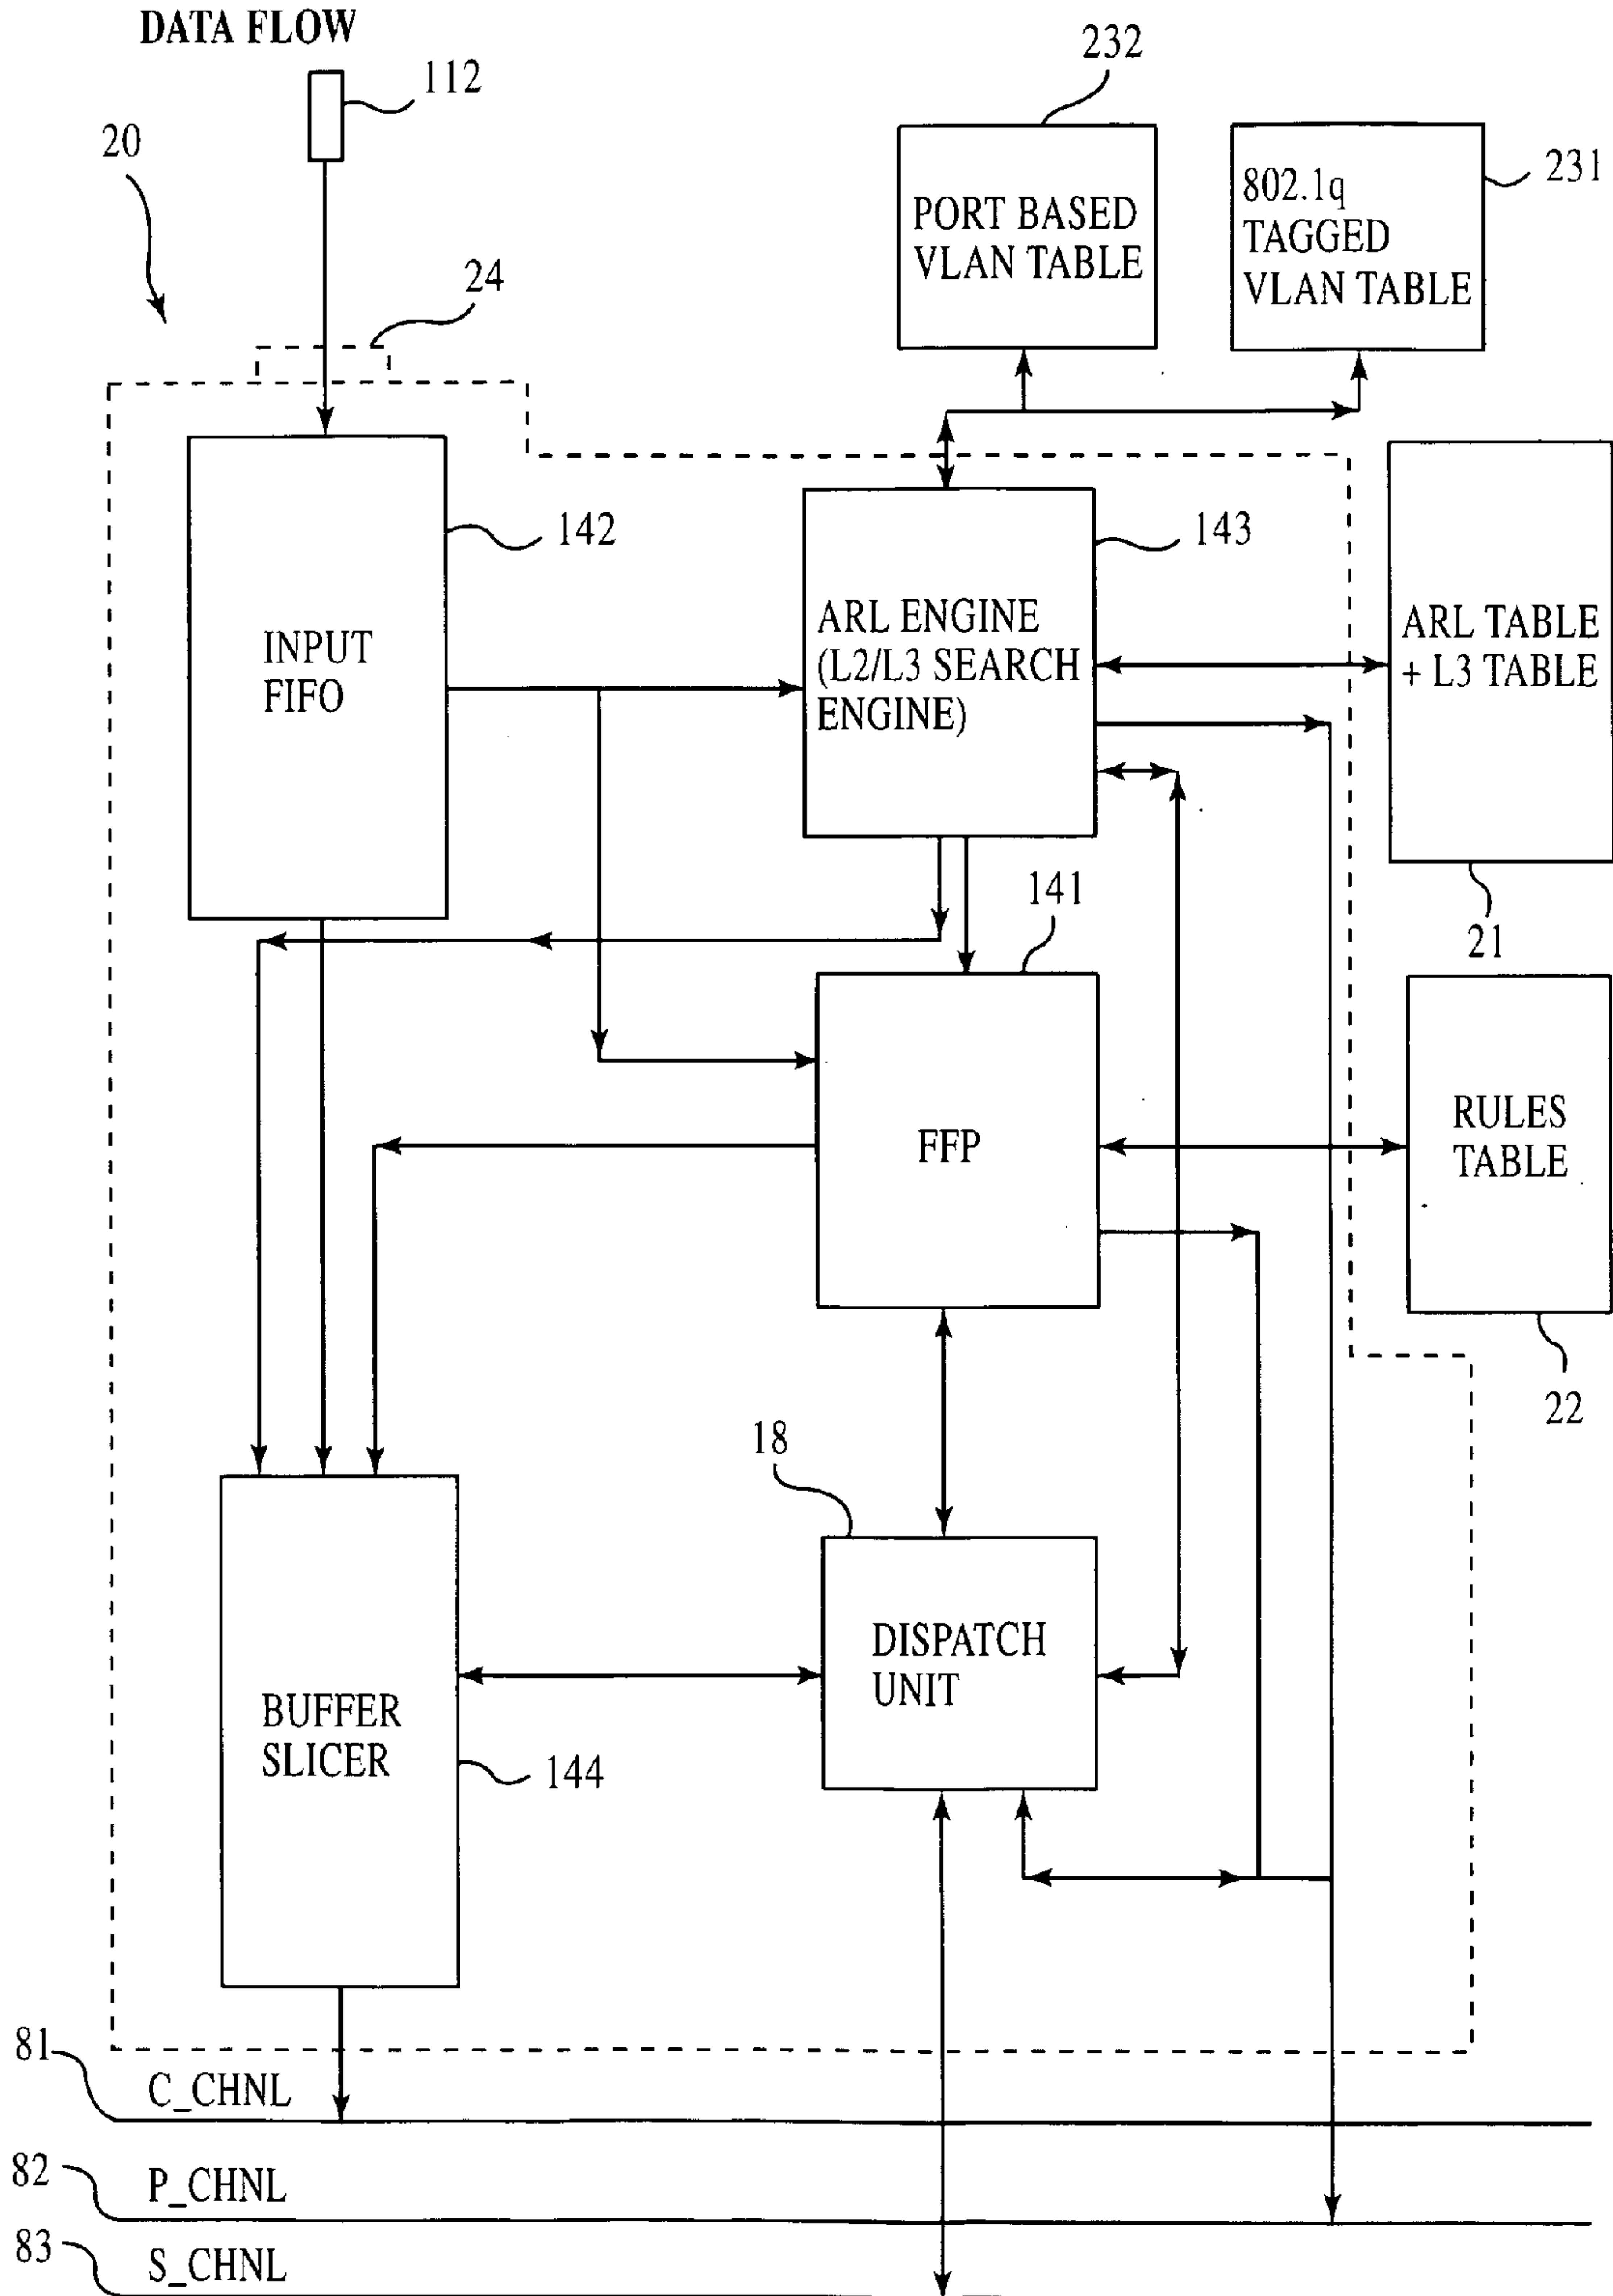 DATA FLOW
112
20
24
232
231
PORT BASED
VLAN TABLE
802.1q
TAGGED
VLAN TABLE
142
143
INPUT
FIFO
ARL ENGINE
(L2/L3 SEARCH
ENGINE)
ARL TABLE
+ L3 TABLE
141
21
FFP
RULES
TABLE
22
18
DISPATCH
UNIT
BUFFER
SLICER
144
81
C_CHNL
82
P_CHNL
83
S_CHNL